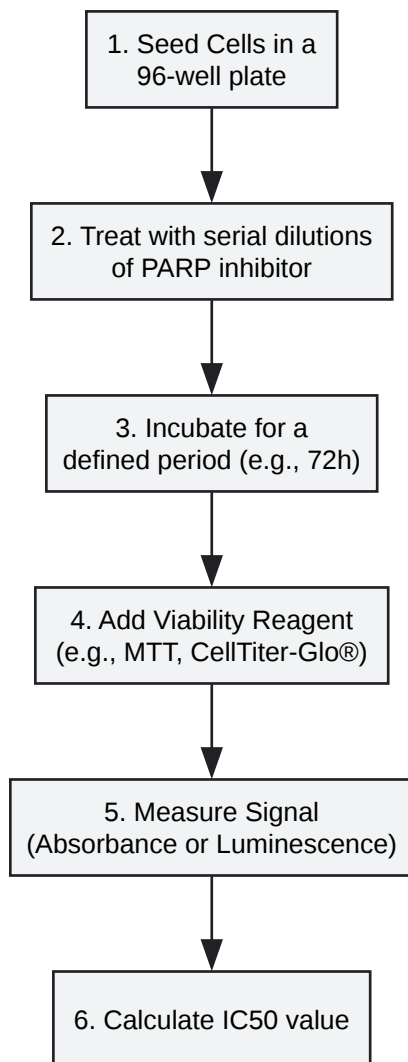 1. Seed Cells in a
96-well plate
2. Treat with serial dilutions
of PARP inhibitor
3. Incubate for a
defined period (e.g., 72h)
4. Add Viability Reagent
(e.g., MTT, CellTiter-Glo®)
5. Measure Signal
(Absorbance or Luminescence)
6. Calculate IC50 value